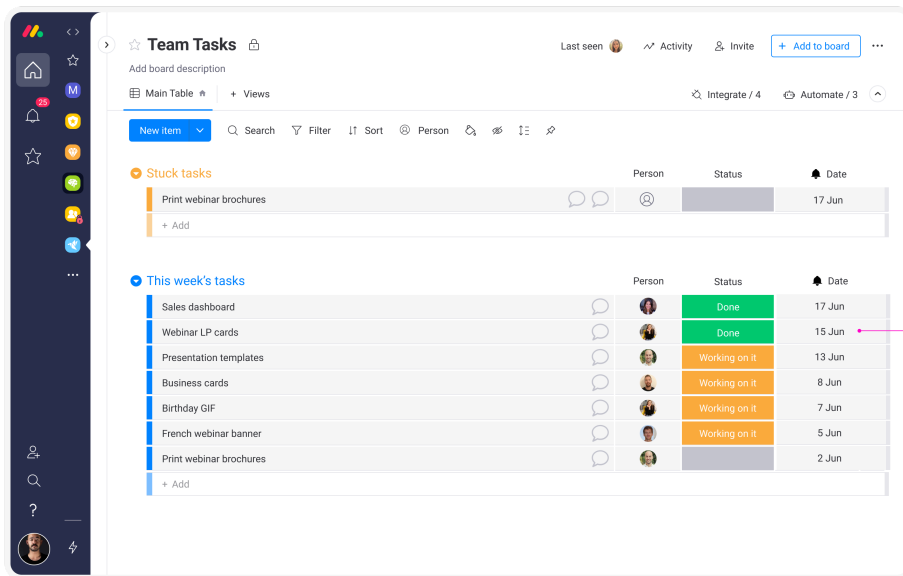 Team Tasks
Last seen
Activity
Invite
+ Add to board
Add board description
Main Table
+ Views
Integrate / 4
Automate / 3
M
25
New item
Search
Filter
Sort
Person
Stuck tasks
Person
Status
Date
Print webinar brochures
17 Jun
+ Add
This week's tasks
Person
Status
Date
Sales dashboard
Done
17 Jun
Webinar LP cards
Done
15 Jun
Presentation templates
Working on it
13 Jun
Business cards
Working on it
8 Jun
Birthday GIF
Working on it
7 Jun
French webinar banner
Working on it
5 Jun
Print webinar brochures
2 Jun
+ Add
?